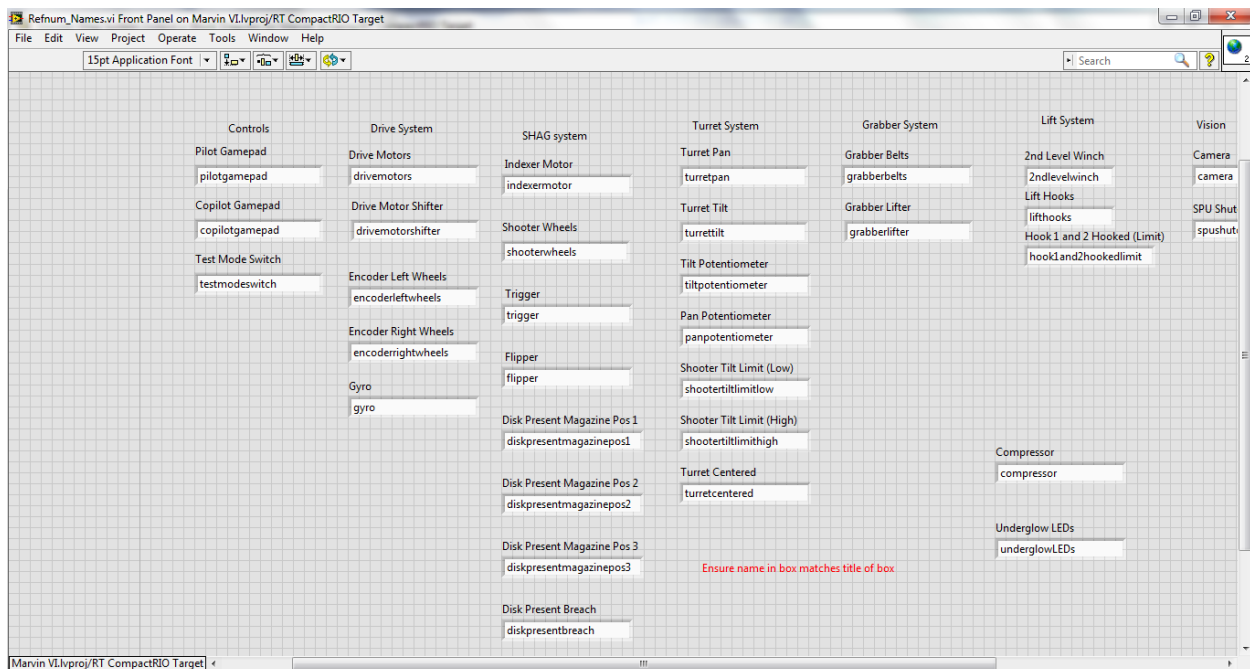 Refnum_Names.vi Front Panel on Marvin VI.lvproj/RT CompactRIO Target
File Edit View Project Operate Tools Window Help
15pt Application Font
Search
2
Controls
Pilot Gamepad
pilotgamepad
Copilot Gamepad
copilotgamepad
Test Mode Switch
testmodeswitch
Drive System
Drive Motors
drivemotors
Drive Motor Shifter
drivemotorshifter
Encoder Left Wheels
encoderleftwheels
Encoder Right Wheels
encoderrightwheels
Gyro
gyro
SHAG system
Indexer Motor
indexermotor
Shooter Wheels
shooterwheels
Trigger
trigger
Flipper
flipper
Disk Present Magazine Pos 1
diskpresentmagazinepos1
Disk Present Magazine Pos 2
diskpresentmagazinepos2
Disk Present Magazine Pos 3
diskpresentmagazinepos3
Disk Present Breach
diskpresentbreach
Turret System
Turret Pan
turretpan
Turret Tilt
turrettilt
Tilt Potentiometer
tiltpotentiometer
Pan Potentiometer
panpotentiometer
Shooter Tilt Limit (Low)
shootertiltlimitlow
Shooter Tilt Limit (High)
shootertiltlimithigh
Turret Centered
turretcentered
Ensure name in box matches title of box
Grabber System
Grabber Belts
grabberbelts
Grabber Lifter
grabberlifter
Lift System
2nd Level Winch
2ndlevelwinch
Lift Hooks
lifthooks
Hook 1 and 2 Hooked (Limit)
hook1and2hookedlimit
Compressor
compressor
Underglow LEDs
underglowLEDs
Vision
Camera
camera
SPU Shut
spushut
Marvin VI.lvproj/RT CompactRIO Target